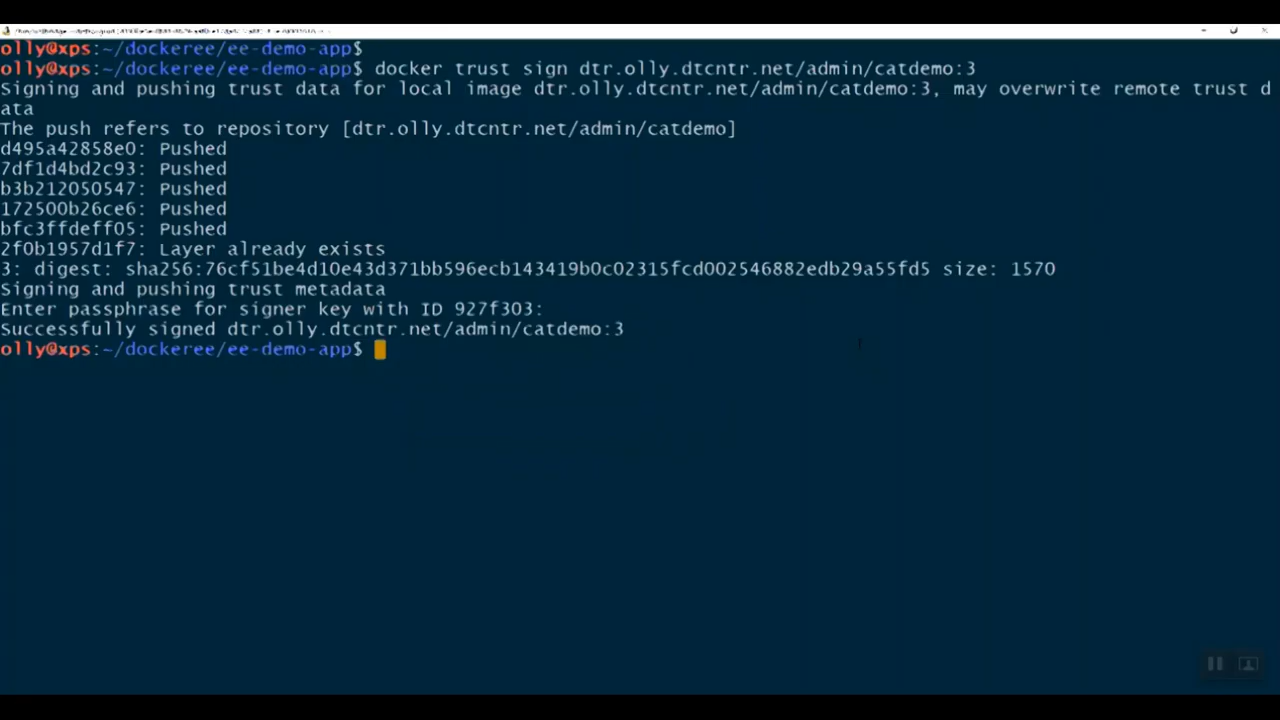 olly@xps:~/dockeree/ee-demo-app$
olly@xps:~/dockeree/ee-demo-app$ docker trust sign dtr.olly.dtcntr.net/admin/catdemo:3
Signing and pushing trust data for local image dtr.olly.dtcntr.net/admin/catdemo:3, may overwrite remote trust d
ata
The push refers to repository [dtr.olly.dtcntr.net/admin/catdemo]
d495a42858e0: Pushed
7df1d4bd2c93: Pushed
b3b212050547: Pushed
172500b26ce6: Pushed
bfc3ffdeff05: Pushed
2f0b1957d1f7: Layer already exists
3: digest: sha256:76cf51be4d10e43d371bb596ecb143419b0c02315fcd002546882edb29a55fd5 size: 1570
Signing and pushing trust metadata
Enter passphrase for signer key with ID 927f303:
Successfully signed dtr.olly.dtcntr.net/admin/catdemo:3
olly@xps:~/dockeree/ee-demo-app$